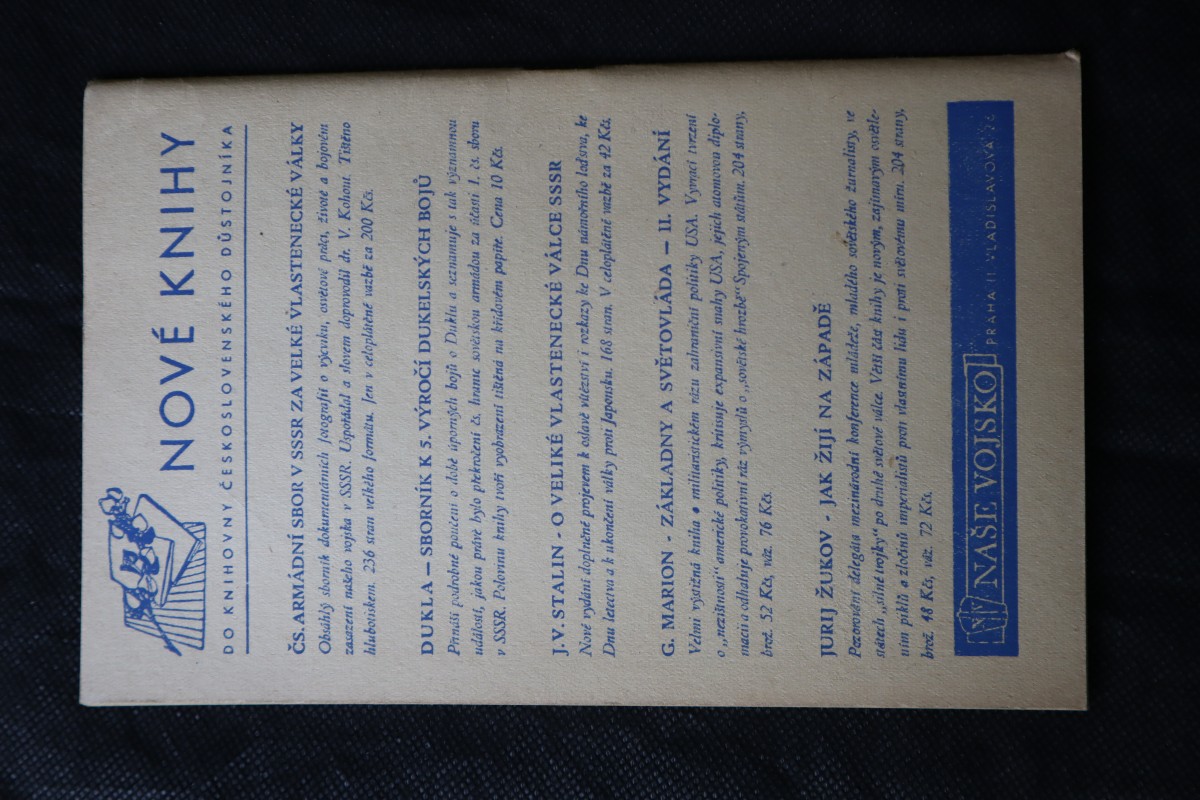 NOVÉ KNIHY
DO KNIHOVNY ČESKOSLOVENSKÉHO DŮSTOJNÍKA
ČS. ARMÁDNÍ SBOR V SSSR ZA VELKÉ VLASTENECKÉ VÁLKY
Obsáhlý sborník dokumentárních fotografií o výcviku, osvětové práci, životě a bojovém
zasazení našeho vojska v SSSR. Uspořádal a slovem doprovodil dr. V. Kohout. Tištěno
hlubotiskem. 236 stran velkého formátu. Jen v celoplátěné vazbě za 200 Kčs.
DUKLA — SBORNÍK K 5. VÝROČÍ DUKELSKÝCH BOJŮ
Přináší podrobné poučení o době úporných bojů o Duklu a seznamuje s tak významnou
událostí, jakou právě bylo překročení čs. hranic sovětskou armádou za účasti 1. čs. sboru
v SSSR. Polovinu knihy tvoří vyobrazení tištěná na křídovém papíře. Cena 10 Kčs.
J. V. STALIN - O VELIKÉ VLASTENECKÉ VÁLCE SSSR
Nové vydání doplněné projevem k oslavě vítězství i rozkazy ke Dnu námořního loďstva, ke
Dnu letectva a k ukončení války proti Japonsku. 168 stran. V celoplátěné vazbě za 42 Kčs.
G. MARION - ZÁKLADNY A SVĚTOVLÁDA — II. VYDÁNÍ
Velmi výstižná kniha o militaristickém rázu zahraniční politiky USA. Vyvrací tvrzení
o „nezištnosti" americké politiky, kritisuje expansivní snahy USA, jejich atomovou diplo-
macii a odhaluje provokativní ráz výmyslů o „sovětské hrozbě" Spojeným státům. 204 strany,
brož. 52 Kčs, váz. 76 Kčs.
JURIJ ŽUKOV - JAK ŽIJÍ NA ZÁPADĚ
Pozorování delegáta mezinárodní konference mládeže, mladého sovětského žurnalisty, ve
státech „silné ruky" po druhé světové válce. Větší část knihy je novým, zajímavým osvětle-
ním piklů a zločinů imperialistů proti vlastnímu lidu i proti světovému míru. 204 strany,
brož. 48 Kčs, váz. 72 Kčs.
NV NAŠE VOJSKO
PRAHA II, VLADISLAVOVA 26